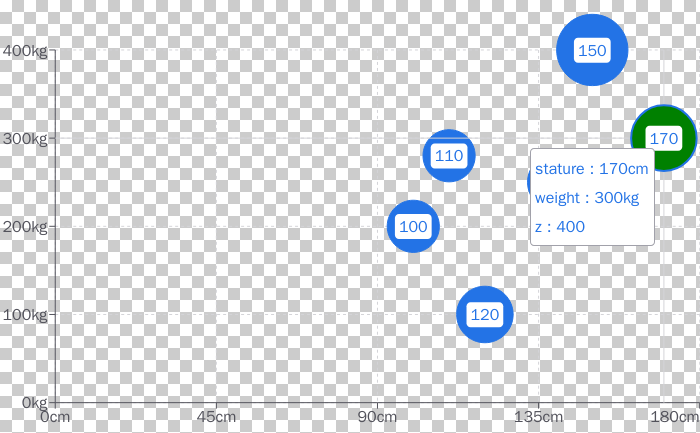 400kg
150
300kg
170
110
stature : 170cm
weight : 300kg
z : 400
200kg
100
100kg
120
0kg
0cm
45cm
90cm
135cm
180cm